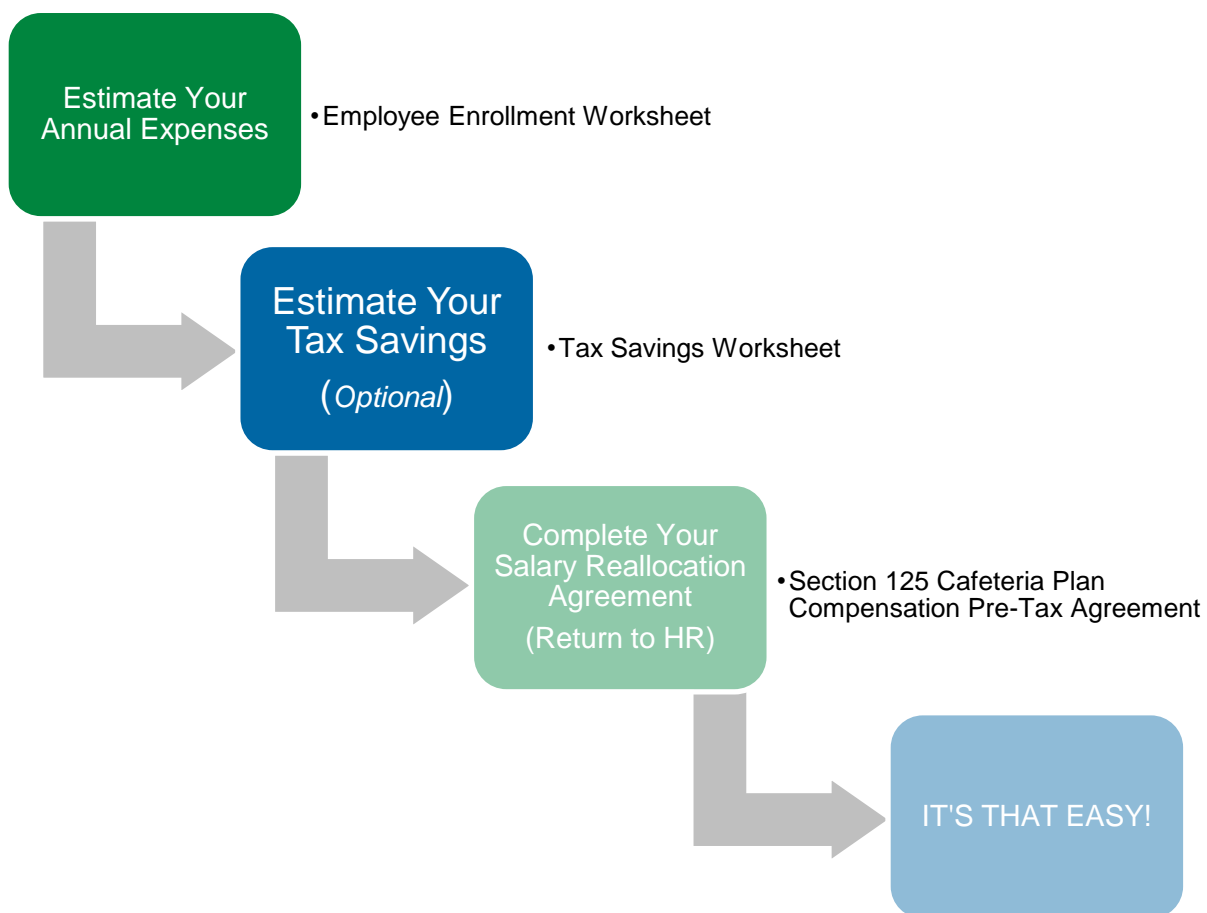 Estimate Your
Annual Expenses
•Employee Enrollment Worksheet
Estimate Your
Tax Savings
(Optional)
•Tax Savings Worksheet
Complete Your
Salary Reallocation
Agreement
(Return to HR)
•Section 125 Cafeteria Plan
Compensation Pre-Tax Agreement
IT'S THAT EASY!